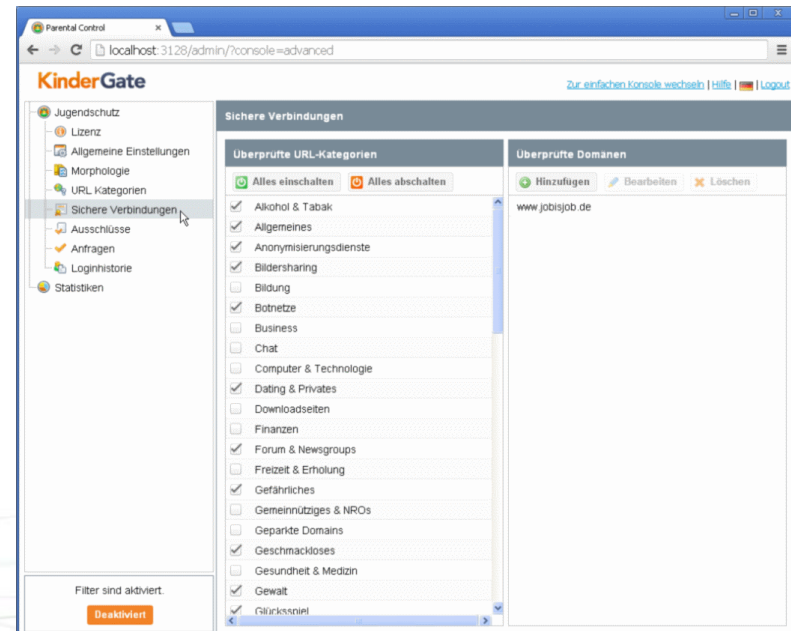 Parental Control
localhost:3128/admin/?console=advanced
KinderGate
Zur einfachen Konsole wechseln | Hilfe | | Logout
Jugendschutz
Lizenz
Allgemeine Einstellungen
Morphologie
URL Kategorien
Sichere Verbindungen
Ausschlüsse
Anfragen
Loginhistorie
Statistiken
Filter sind aktiviert.
Deaktiviert
Sichere Verbindungen
Überprüfte URL-Kategorien
Alles einschalten Alles abschalten
Alkohol & Tabak
Allgemeines
Anonymisierungsdienste
Bildersharing
Bildung
Botnetze
Business
Chat
Computer & Technologie
Dating & Privates
Downloadseiten
Finanzen
Forum & Newsgroups
Freizeit & Erholung
Gefährliches
Gemeinnütziges & NROs
Geparkte Domains
Geschmackloses
Gesundheit & Medizin
Gewalt
Glücksspiel
Überprüfte Domänen
Hinzufügen Bearbeiten Löschen
www.jobisjob.de